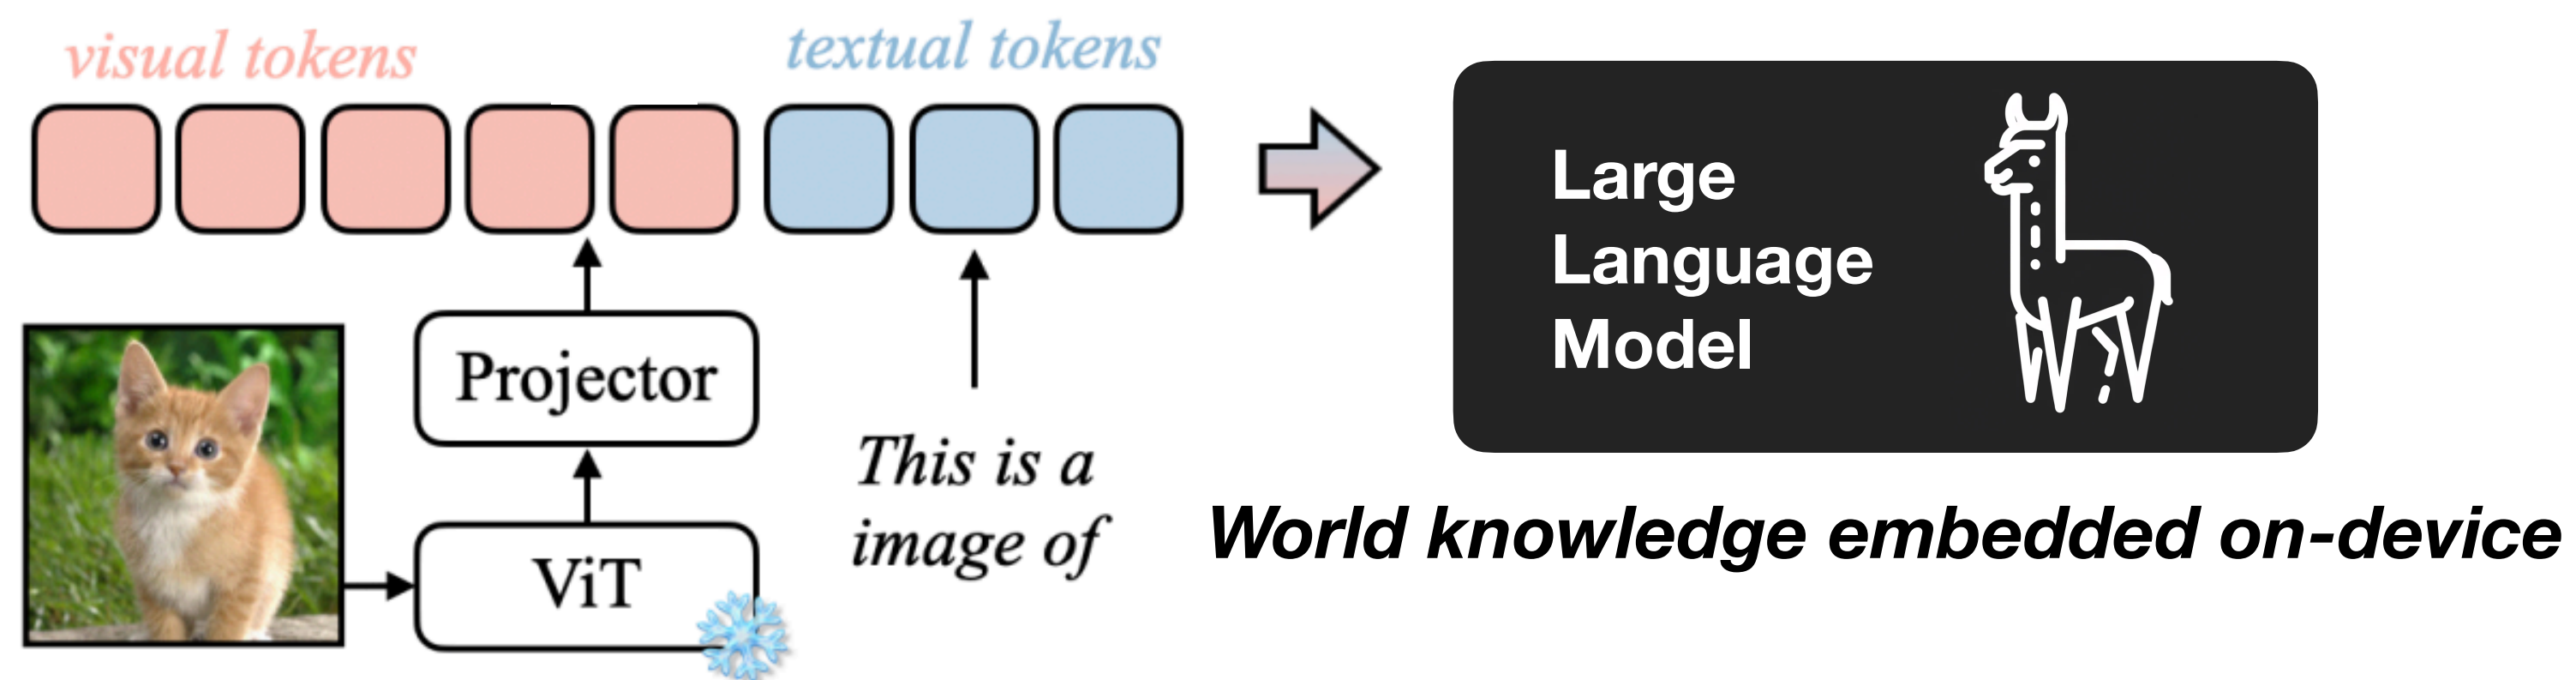 visual tokens
textual tokens
Large
Language
Model
Projector
This is a
image of
ViT
World knowledge embedded on-device